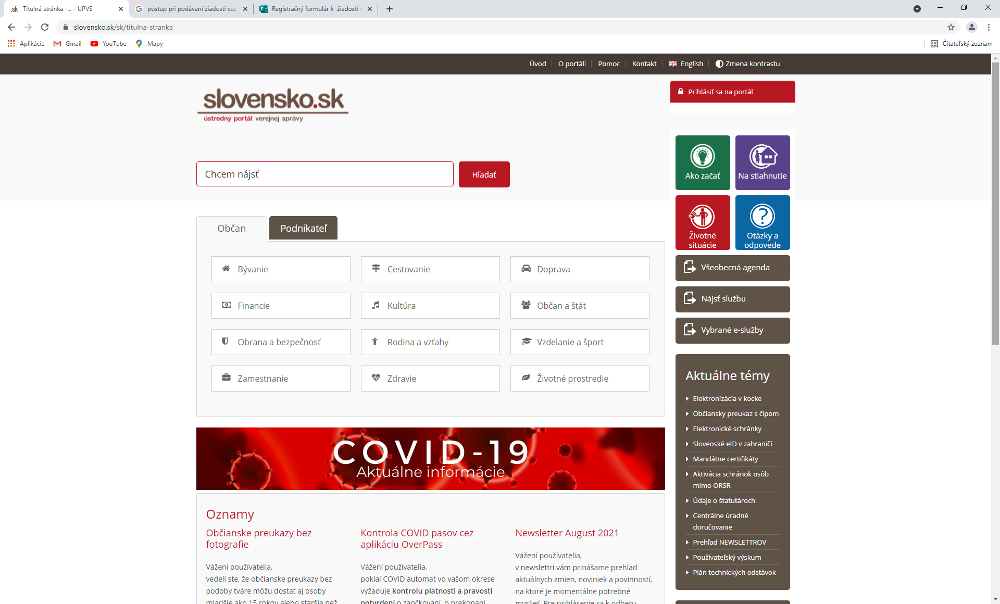 .sk Titulná stránka -... - UPVS
postup pri podávaní žiadosti cez
Registračný formulár k žiadosti o
slovensko.sk/sk/titulna-stranka
Aplikácie
Gmail
YouTube
Mapy
Čitateľský zoznam
Úvod
O portáli
Pomoc
Kontakt
English
Zmena kontrastu
slovensko.sk
ústredný portál verejnej správy
Prihlásiť sa na portál
Chcem nájsť
Hľadať
Ako začať
Na stiahnutie
Životné
situácie
Otázky a
odpovede
Všeobecná agenda
Nájsť službu
Vybrané e-služby
Občan
Podnikateľ
Bývanie
Cestovanie
Doprava
Financie
Kultúra
Občan a štát
Obrana a bezpečnosť
Rodina a vzťahy
Vzdelanie a šport
Zamestnanie
Zdravie
Životné prostredie
COVID-19
Aktuálne informácie
Oznamy
Občianske preukazy bez
fotografie
Vážení používatelia,
vedeli ste, že občianske preukazy bez
podoby tváre môžu dostať aj osoby
mladšie ako 15 rokov alebo staršie než
Kontrola COVID pasov cez
aplikáciu OverPass
Vážení používatelia,
pokiaľ COVID automat vo vašom okrese
vyžaduje kontrolu platnosti a pravosti
potvrdení o zaočkovaní, o prekonaní
Newsletter August 2021
Vážení používatelia,
v newslettri vám prinášame prehľad
aktuálnych zmien, noviniek a povinností,
na ktoré je momentálne potrebné
myslieť. Pre prihlásenie sa k odberu
Aktuálne témy
Elektronizácia v kocke
Občiansky preukaz s čipom
Elektronické schránky
Slovenské eID v zahraničí
Mandátne certifikáty
Aktivácia schránok osôb
mimo ORSR
Údaje o štatutároch
Centrálne úradné
doručovanie
Prehľad NEWSLETTROV
Používateľský výskum
Plán technických odstávok